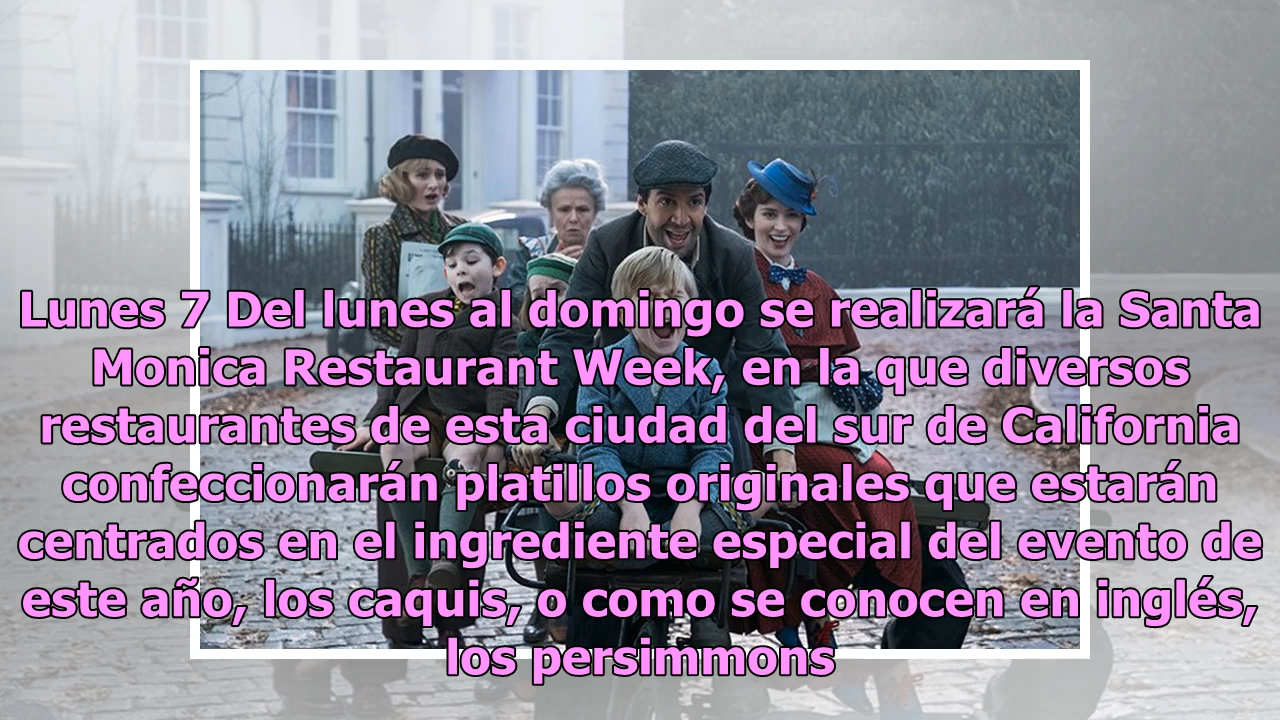 Lunes 7 Del lunes al domingo se realizará la Santa
Monica Restaurant Week, en la que diversos
restaurantes de esta ciudad del sur de California
confeccionarán platillos originales que estarán
centrados en el ingrediente especial del evento de
este año, los caquis, o como se conocen en inglés,
los persimmons